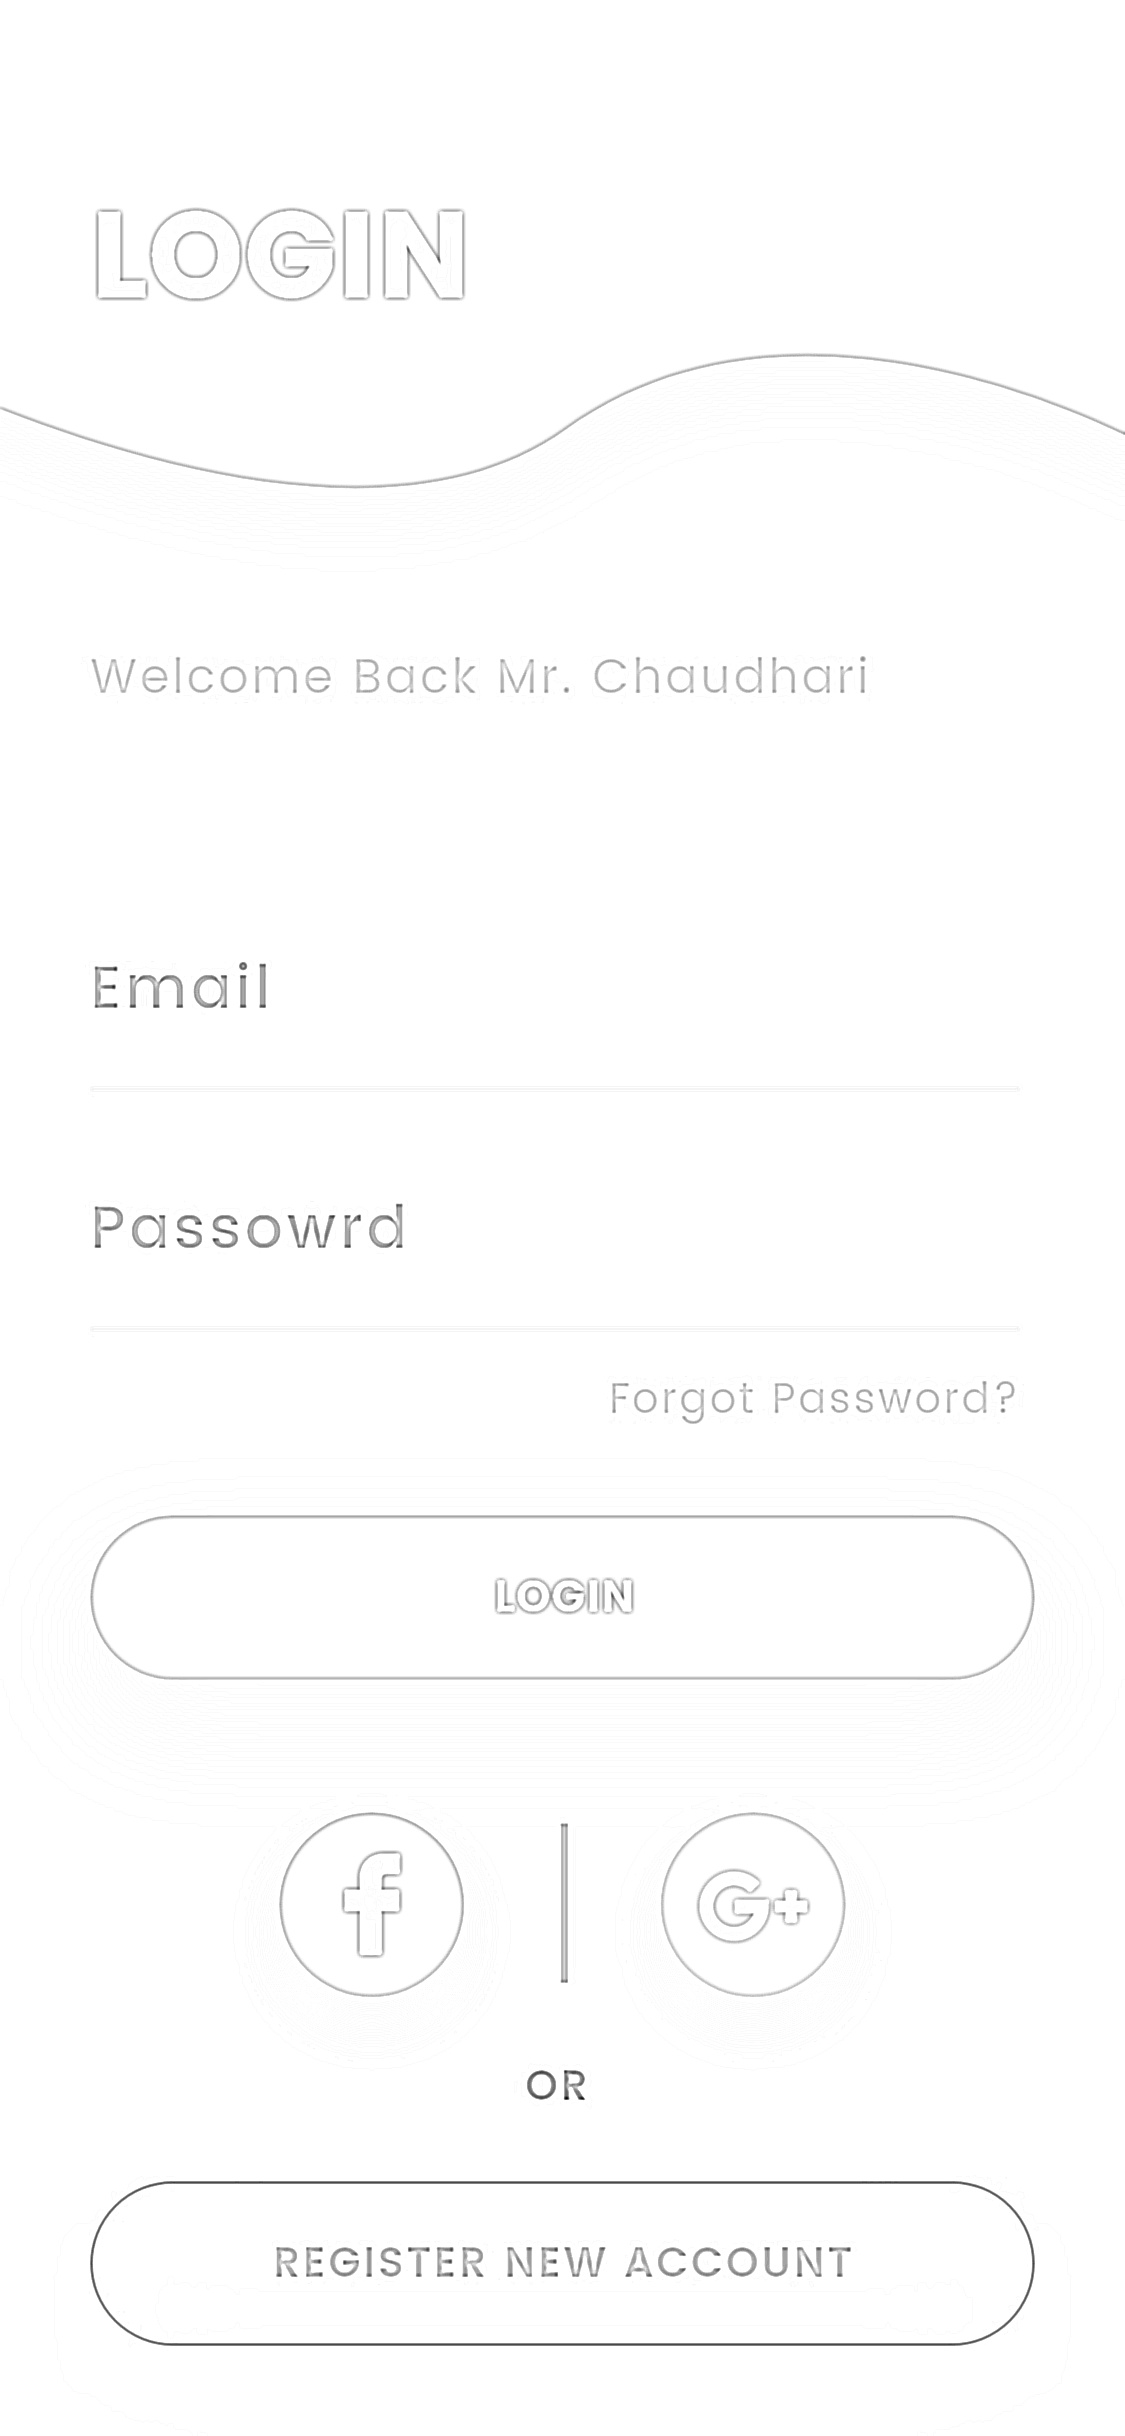 LOGIN
Welcome Back Mr. Chaudhari
Email
Passowrd
Forgot Password?
LOGIN
f
G+
OR
REGISTER NEW ACCOUNT